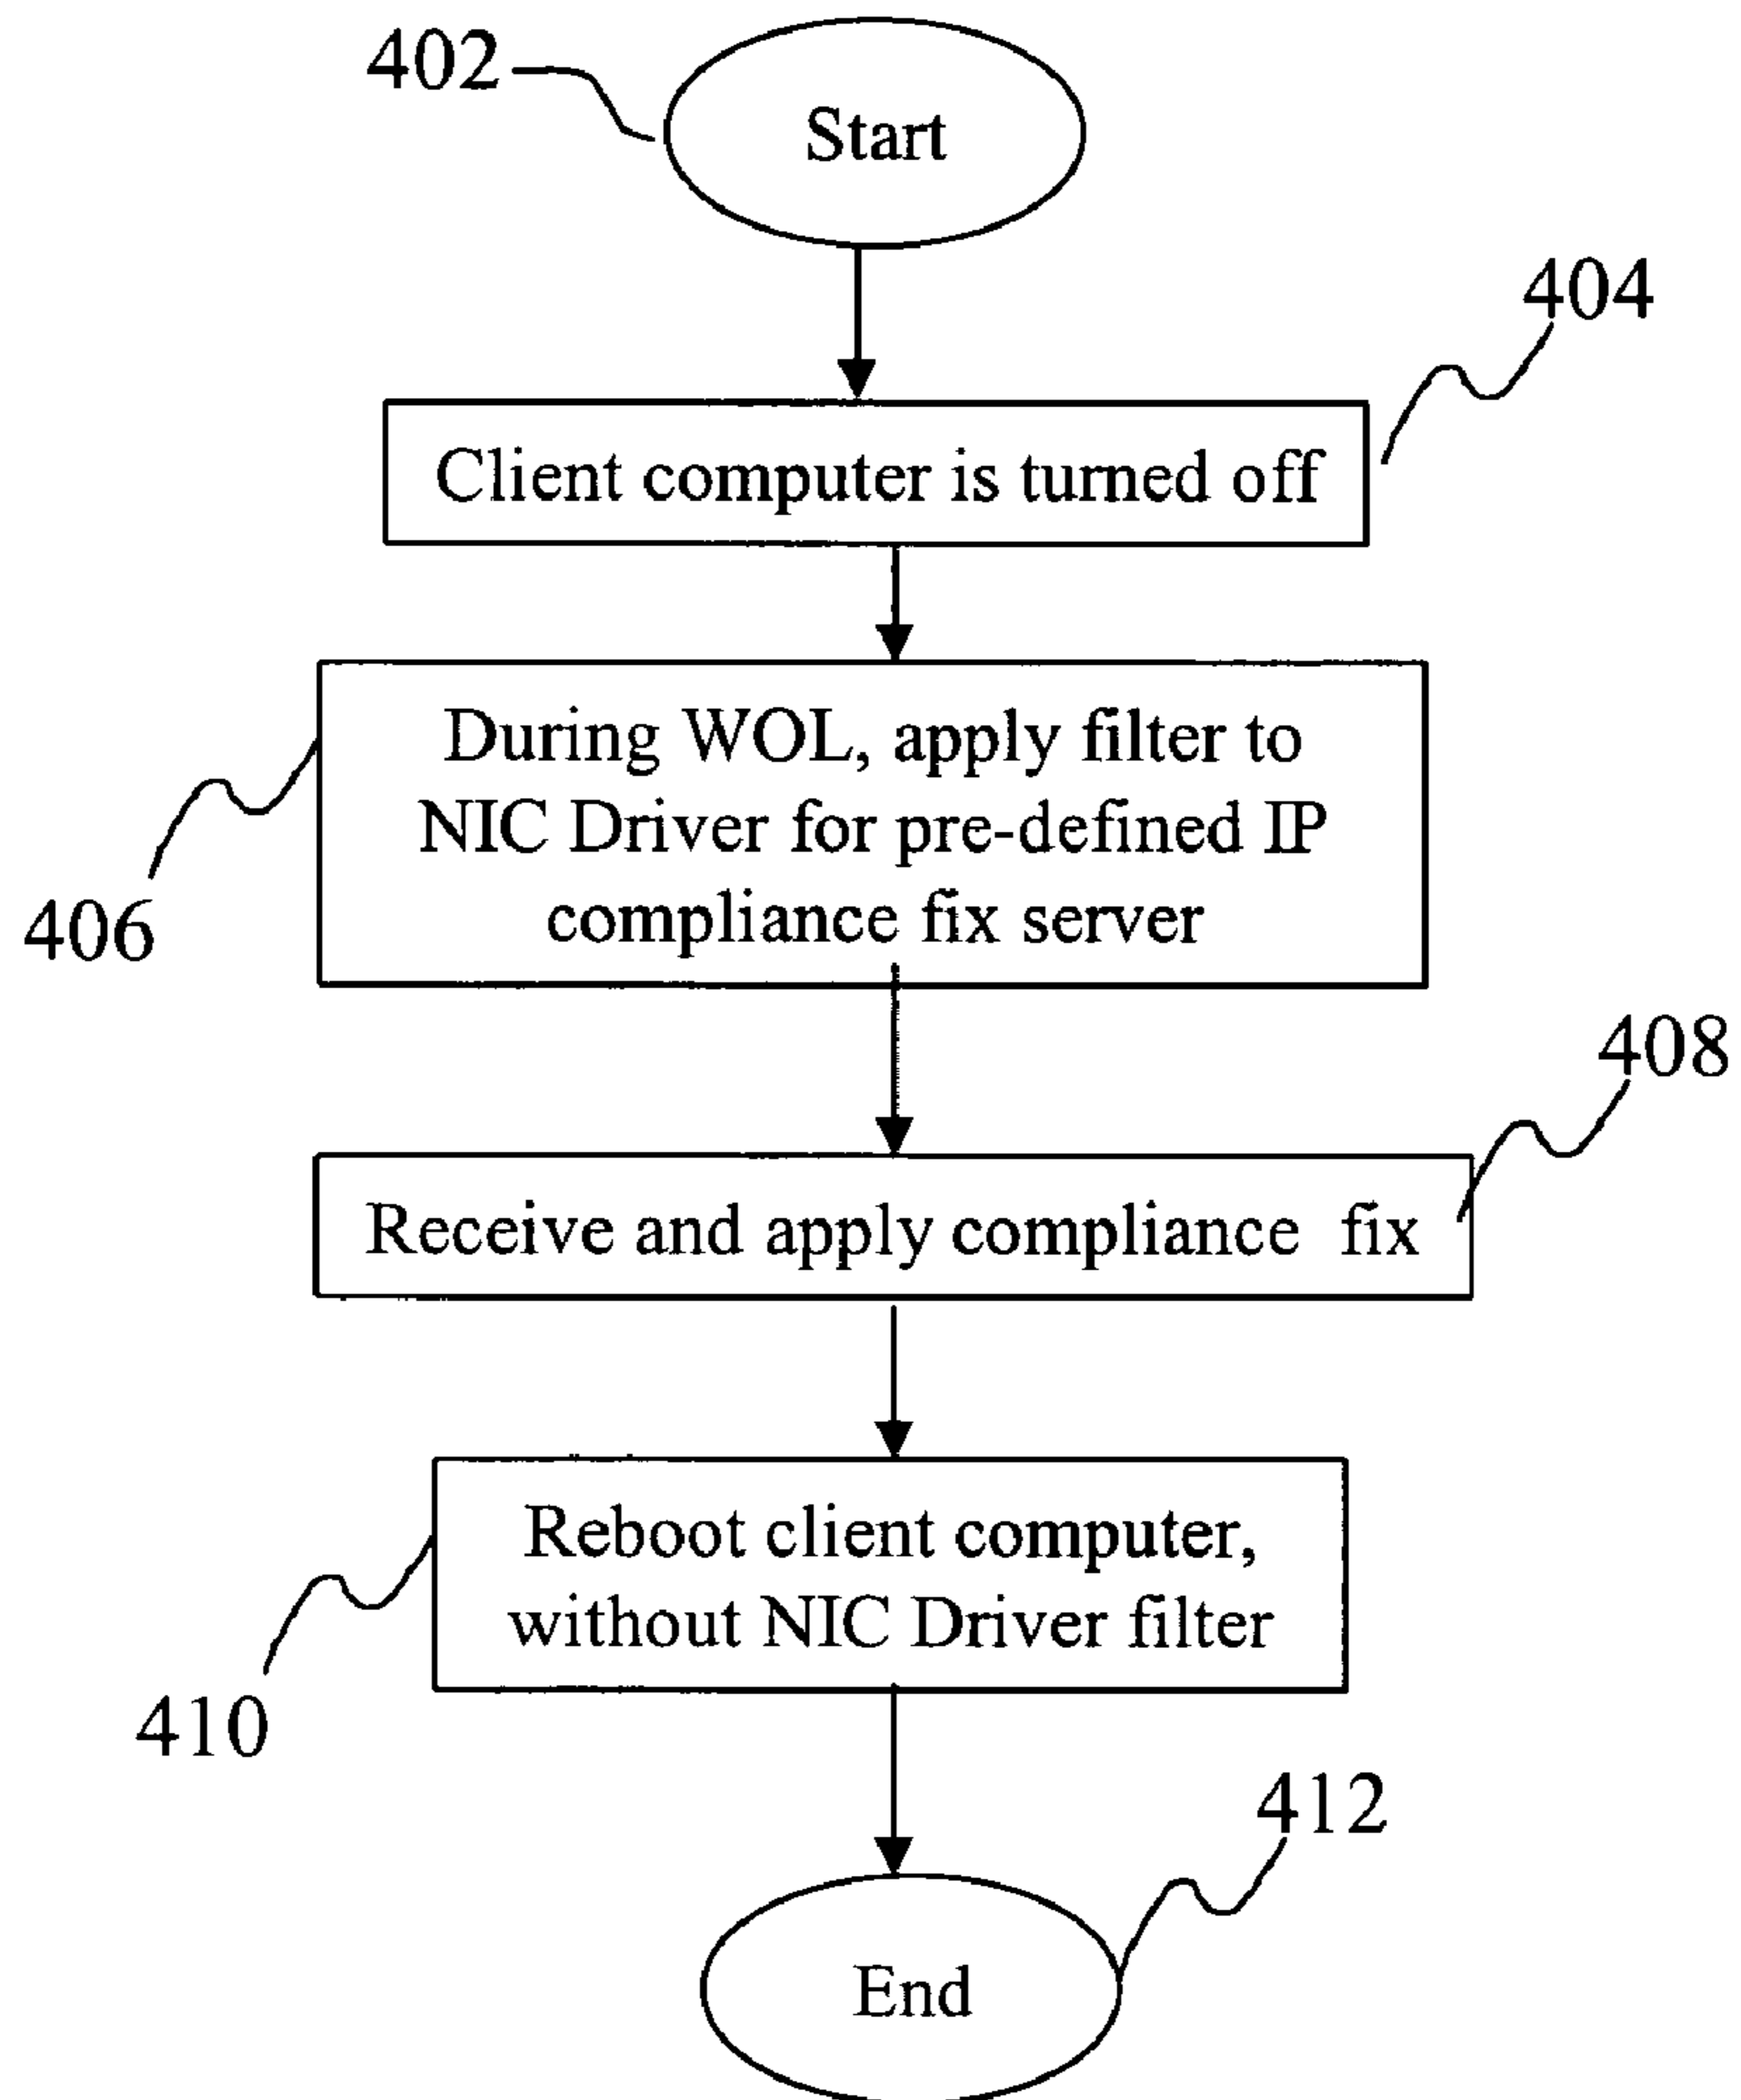 402
Start
404
Client computer is turned off
During WOL, apply filter to
NIC Driver for pre-defined IP
compliance fix server
406
408
Receive and apply compliance fix
Reboot client computer,
without NIC Driver filter
410
412
End